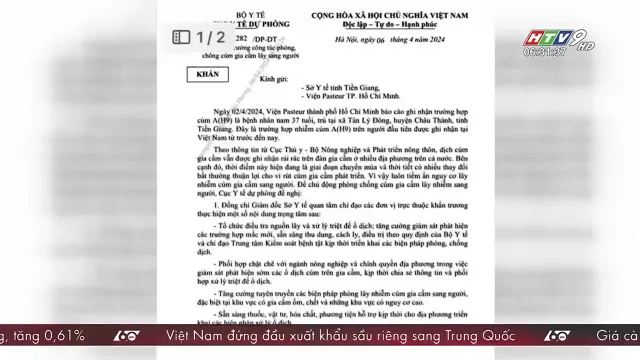 BỘ Y TẾ
CỘNG HÒA XÃ HỘI CHỦ NGHĨA VIỆT NAM
Y TẾ DỰ PHÒNG
Độc lập – Tự do – Hạnh phúc
1 / 2
282 /DP-DT
Hà Nội, ngày 06 tháng 4 năm 2024
cường công tác phòng,
chống cúm gia cầm lây sang người
KHẨN
Kính gửi:
- Sở Y tế tỉnh Tiền Giang,
- Viện Pasteur TP. Hồ Chí Minh.
Ngày 02/4/2024, Viện Pasteur thành phố Hồ Chí Minh báo cáo ghi nhận trường hợp
cúm A(H9) là bệnh nhân nam 37 tuổi, trú tại xã Tân Lý Đông, huyện Châu Thành, tỉnh
Tiền Giang. Đây là trường hợp nhiễm cúm A(H9) trên người đầu tiên được ghi nhận tại
Việt Nam từ trước đến nay.
Theo thông tin từ Cục Thú y - Bộ Nông nghiệp và Phát triển nông thôn, dịch cúm
gia cầm vẫn được ghi nhận rải rác trên đàn gia cầm ở nhiều địa phương trên cả nước. Bên
cạnh đó, thời điểm này hiện đang là giai đoạn chuyển mùa và thời tiết có nhiều thay đổi
bất thường thuận lợi cho vi rút cúm gia cầm phát triển. Vì vậy luôn tiềm ẩn nguy cơ lây
nhiễm cúm gia cầm sang người. Để chủ động phòng chống cúm gia cầm lây nhiễm sang
người, Cục Y tế dự phòng đề nghị:
1. Đồng chí Giám đốc Sở Y tế quan tâm chỉ đạo các đơn vị trực thuộc khẩn trương
thực hiện một số nội dung trọng tâm sau:
- Tổ chức điều tra nguồn lây và xử lý triệt để ổ dịch; tăng cường giám sát phát hiện
các trường hợp mắc mới, sẵn sàng thu dung, cách ly, điều trị theo quy định của Bộ Y tế
và chỉ đạo Trung tâm Kiểm soát bệnh tật kịp thời triển khai các biện pháp phòng, chống
dịch.
- Phối hợp chặt chẽ với ngành nông nghiệp và chính quyền địa phương trong việc
giám sát phát hiện sớm các ổ dịch cúm trên gia cầm, kịp thời chia sẻ thông tin và phối
hợp xử lý triệt để ổ dịch.
- Tăng cường tuyên truyền các biện pháp phòng lây nhiễm cúm gia cầm sang người,
đặc biệt tại khu vực có gia cầm ốm, chết và những khu vực có nguy cơ cao.
- Sẵn sàng thuốc, vật tư, hóa chất, phương tiện hỗ trợ kịp thời cho địa phương
triển khai các biện pháp xử lý ổ dịch.
HTV9 HD
06:31:37
g, tăng 0,61%
Việt Nam đứng đầu xuất khẩu sầu riêng sang Trung Quốc
Giá cà